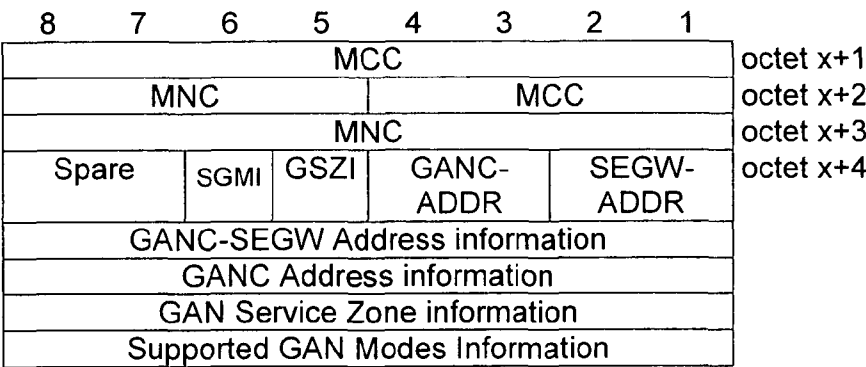 8 7 6 5 4 3 2 1
MCC octet x+1
MNC MCC octet x+2
MNC octet x+3
Spare SGMI GSZI GANC- SEGW- octet x+4
ADDR ADDR
GANC-SEGW Address information
GANC Address information
GAN Service Zone information
Supported GAN Modes Information